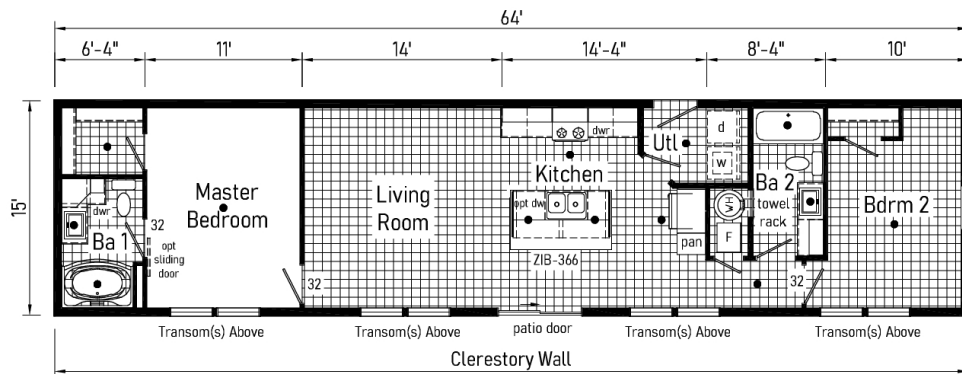 64'
6'-4"
11'
14'
14'-4"
8'-4"
10'
15'
dwr
d
Utl
w
Kitchen
Master
Bedroom
Living
Room
Ba 2
towel
rack
Bdrm 2
dwr
opt dw
WH
Ba 1
32
opt
sliding
door
F
pan
ZIB-366
32
32
Transom(s) Above
Transom(s) Above
patio door
Transom(s) Above
Transom(s) Above
Clerestory Wall